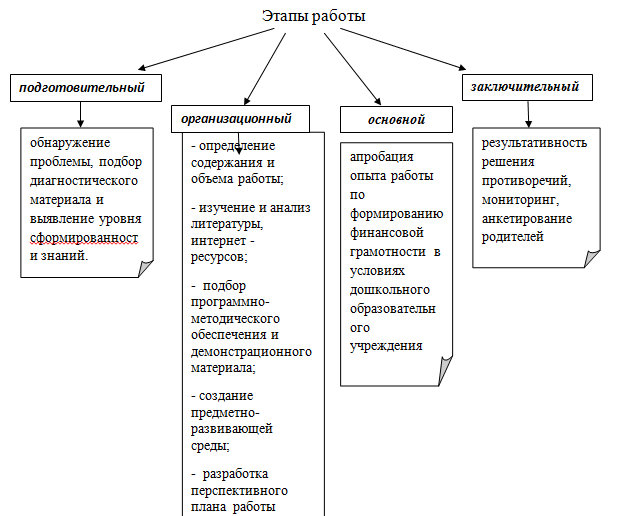 Этапы работы
подготовительный
обнаружение
проблемы, подбор
диагностического
материала и
выявление уровня
сформированност
и знаний.
организационный
- определение
содержания и
объема работы;
- изучение и анализ
литературы,
интернет -
ресурсов;
- подбор
программно-
методического
обеспечения и
демонстрационного
материала;
- создание
предметно-
развивающей
среды;
- разработка
перспективного
плана работы
основной
апробация
опыта работы
по
формированию
финансовой
грамотности в
условиях
дошкольного
образовательн
ого
учреждения
заключительный
результативность
решения
противоречий,
мониторинг,
анкетирование
родителей